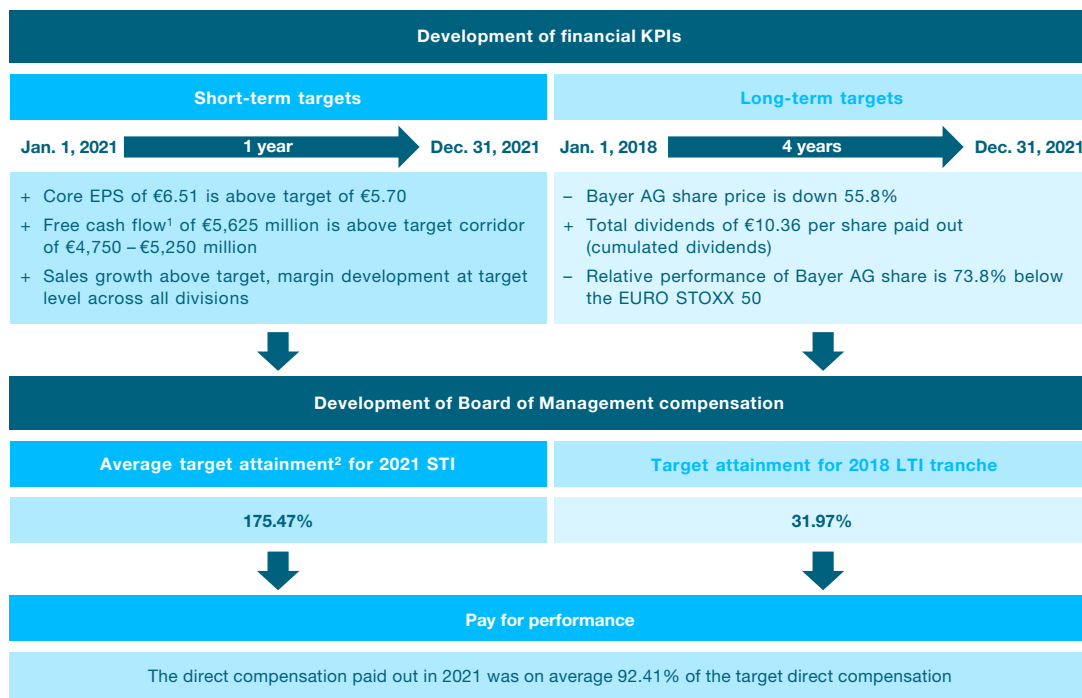 Development of financial KPIs
Short-term targets
Jan. 1, 2021
1 year
Dec. 31, 2021
+ Core EPS of €6.51 is above target of €5.70
+ Free cash flow¹ of €5,625 million is above target corridor
of €4,750 – €5,250 million
+ Sales growth above target, margin development at target
level across all divisions
Long-term targets
Jan. 1, 2018
4 years
Dec. 31, 2021
– Bayer AG share price is down 55.8%
+ Total dividends of €10.36 per share paid out
(cumulated dividends)
– Relative performance of Bayer AG share is 73.8% below
the EURO STOXX 50
Development of Board of Management compensation
Average target attainment² for 2021 STI
175.47%
Target attainment for 2018 LTI tranche
31.97%
Pay for performance
The direct compensation paid out in 2021 was on average 92.41% of the target direct compensation